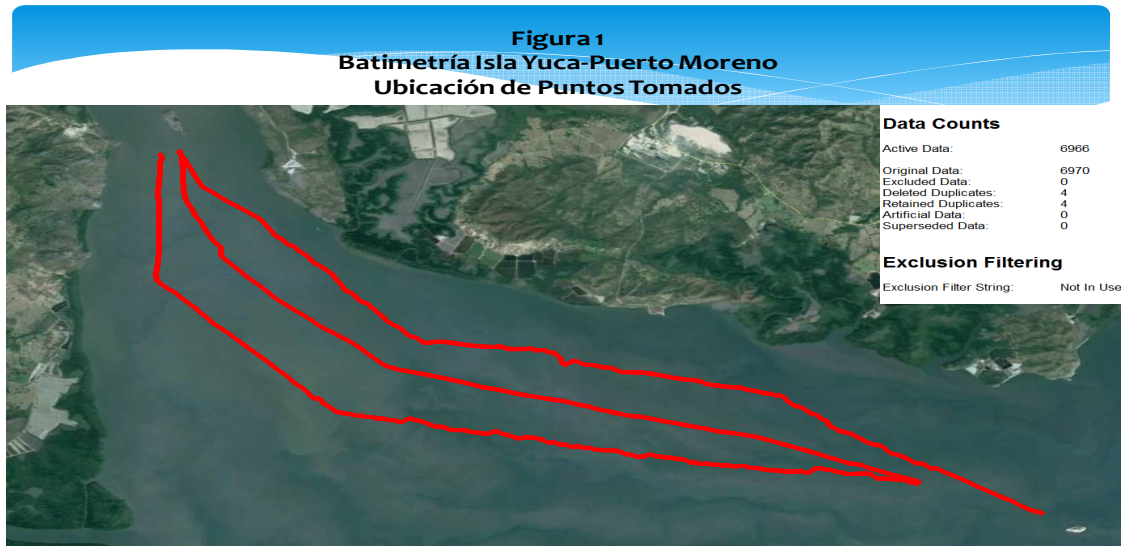 Figura 1
Batimetría Isla Yuca-Puerto Moreno
Ubicación de Puntos Tomados
Data Counts
Active Data: 6966
Original Data: 6970
Excluded Data: 0
Deleted Duplicates: 4
Retained Duplicates: 4
Artificial Data: 0
Superseded Data: 0
Exclusion Filtering
Exclusion Filter String: Not In Use